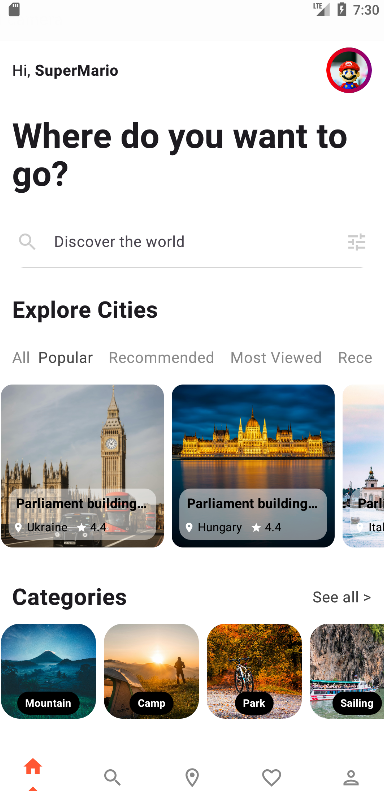 LTE 7:30
Hi, SuperMario
Where do you want to
go?
Discover the world
Explore Cities
All Popular Recommended Most Viewed Rece
Parliament building... Parliament building... Parli
Ukraine 4.4 Hungary 4.4 Ital
Categories See all >
Mountain Camp Park Sailing